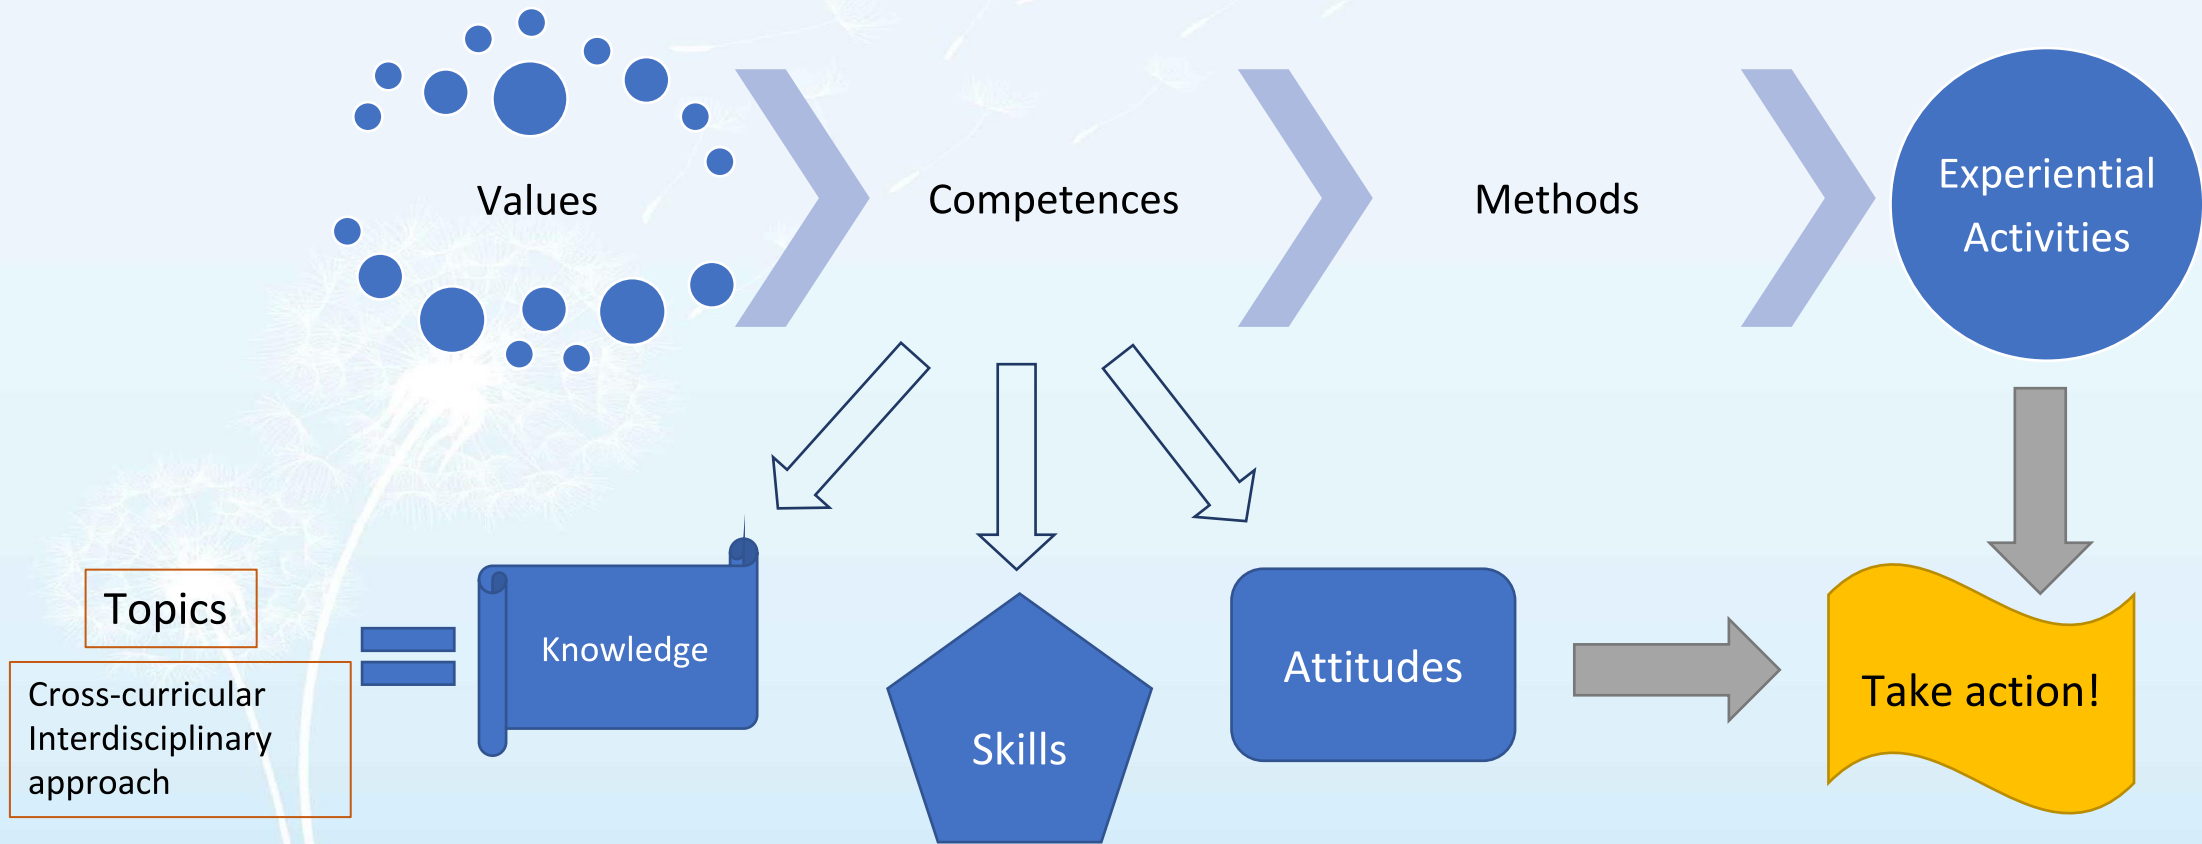 Values
Competences
Methods
Experiential
Activities
Topics
Cross-curricular
Interdisciplinary
approach
Knowledge
Skills
Attitudes
Take action!